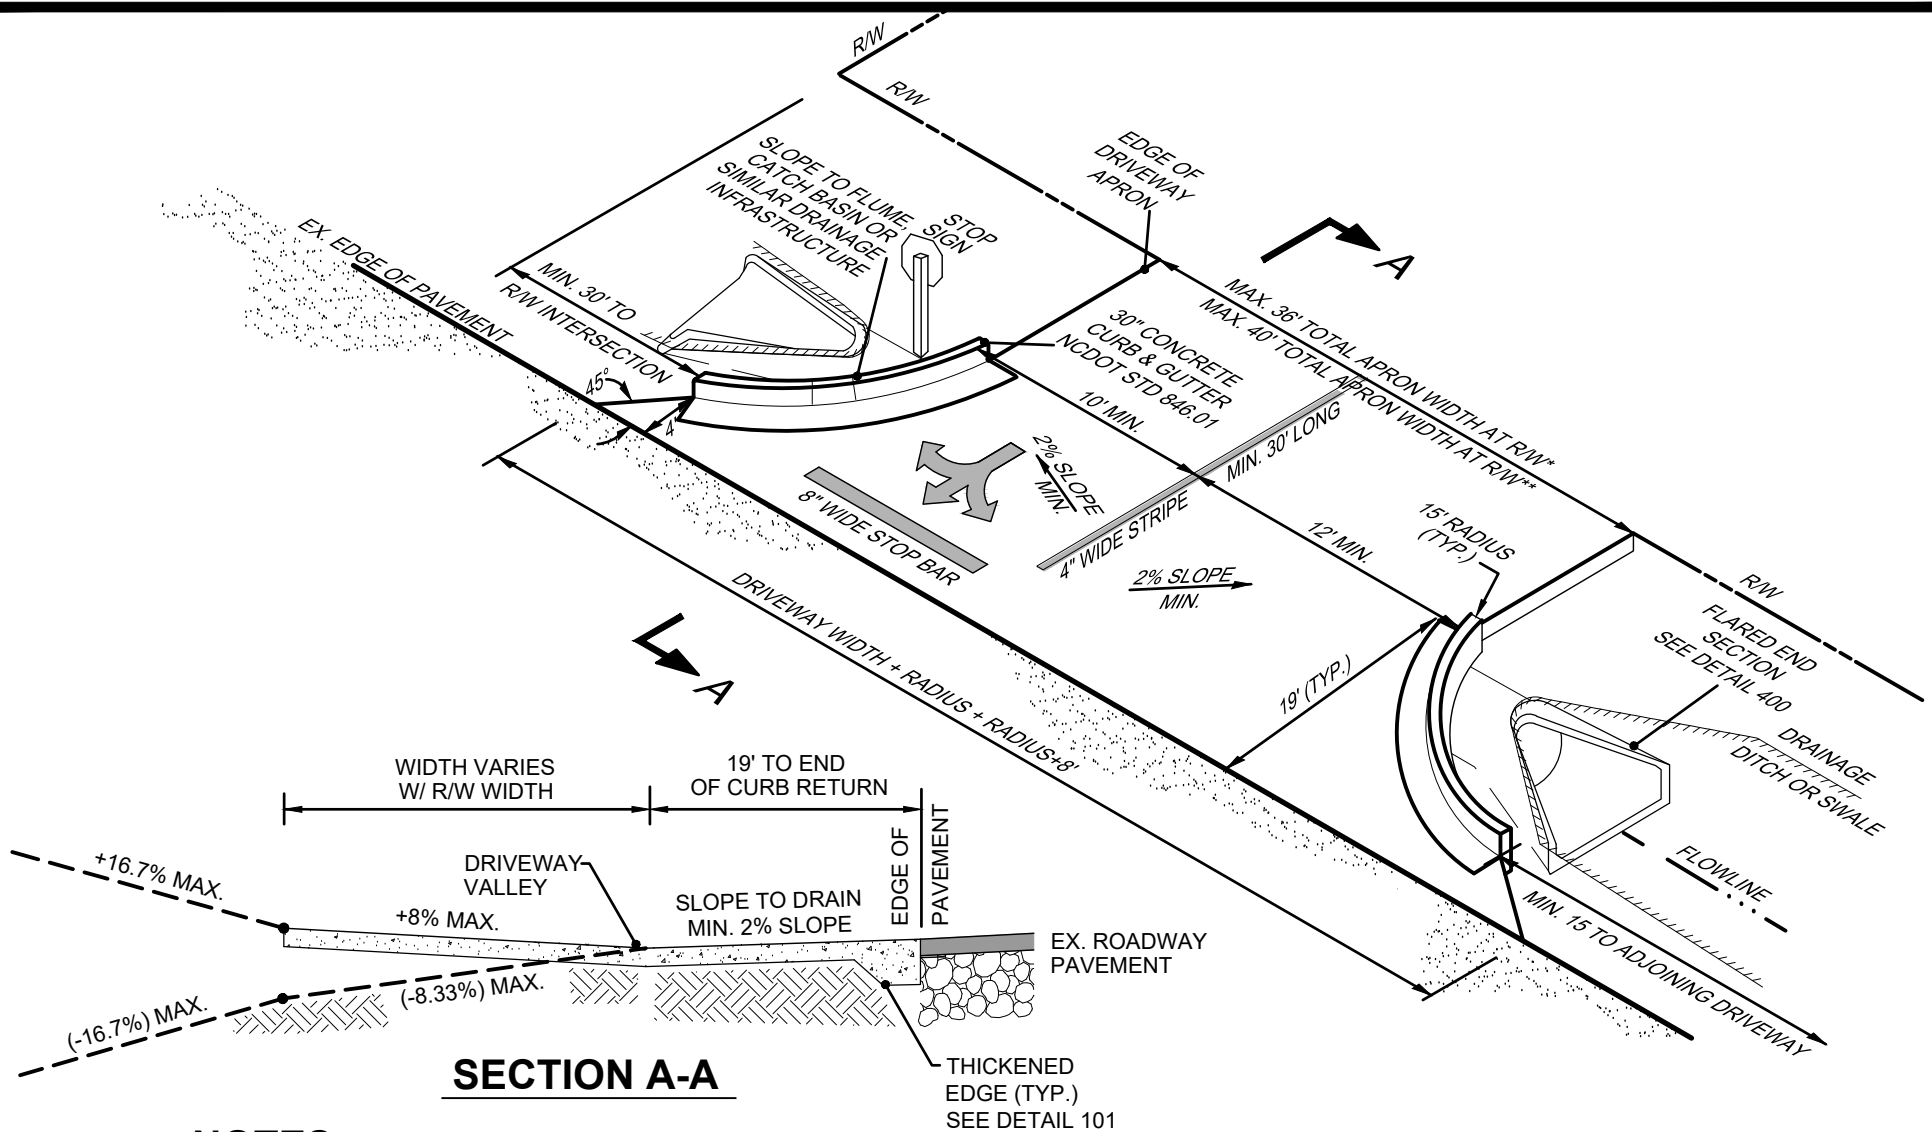 R/W
R/W
EDGE OF
DRIVEWAY
APRON
SLOPE TO FLUME,
CATCH BASIN OR
SIMILAR DRAINAGE
INFRASTRUCTURE
STOP
SIGN
A
EX. EDGE OF PAVEMENT
MIN. 30' TO
R/W INTERSECTION
45°
4'
30" CONCRETE
CURB & GUTTER
NCDOT STD 846.01
MAX. 36' TOTAL APRON WIDTH AT R/W*
MAX. 40' TOTAL APRON WIDTH AT R/W**
10' MIN.
2% SLOPE
MIN.
MIN. 30' LONG
4" WIDE STRIPE
8" WIDE STOP BAR
12' MIN.
15' RADIUS
(TYP.)
2% SLOPE
MIN.
R/W
FLARED END
SECTION
SEE DETAIL 400
A
DRIVEWAY WIDTH + RADIUS + RADIUS+8'
19' (TYP.)
DRAINAGE
DITCH OR SWALE
FLOWLINE
MIN. 15 TO ADJOINING DRIVEWAY
WIDTH VARIES
W/ R/W WIDTH
19' TO END
OF CURB RETURN
EDGE OF
PAVEMENT
+16.7% MAX.
DRIVEWAY
VALLEY
+8% MAX.
SLOPE TO DRAIN
MIN. 2% SLOPE
EX. ROADWAY
PAVEMENT
(-8.33%) MAX.
(-16.7%) MAX.
SECTION A-A
THICKENED
EDGE (TYP.)
SEE DETAIL 101